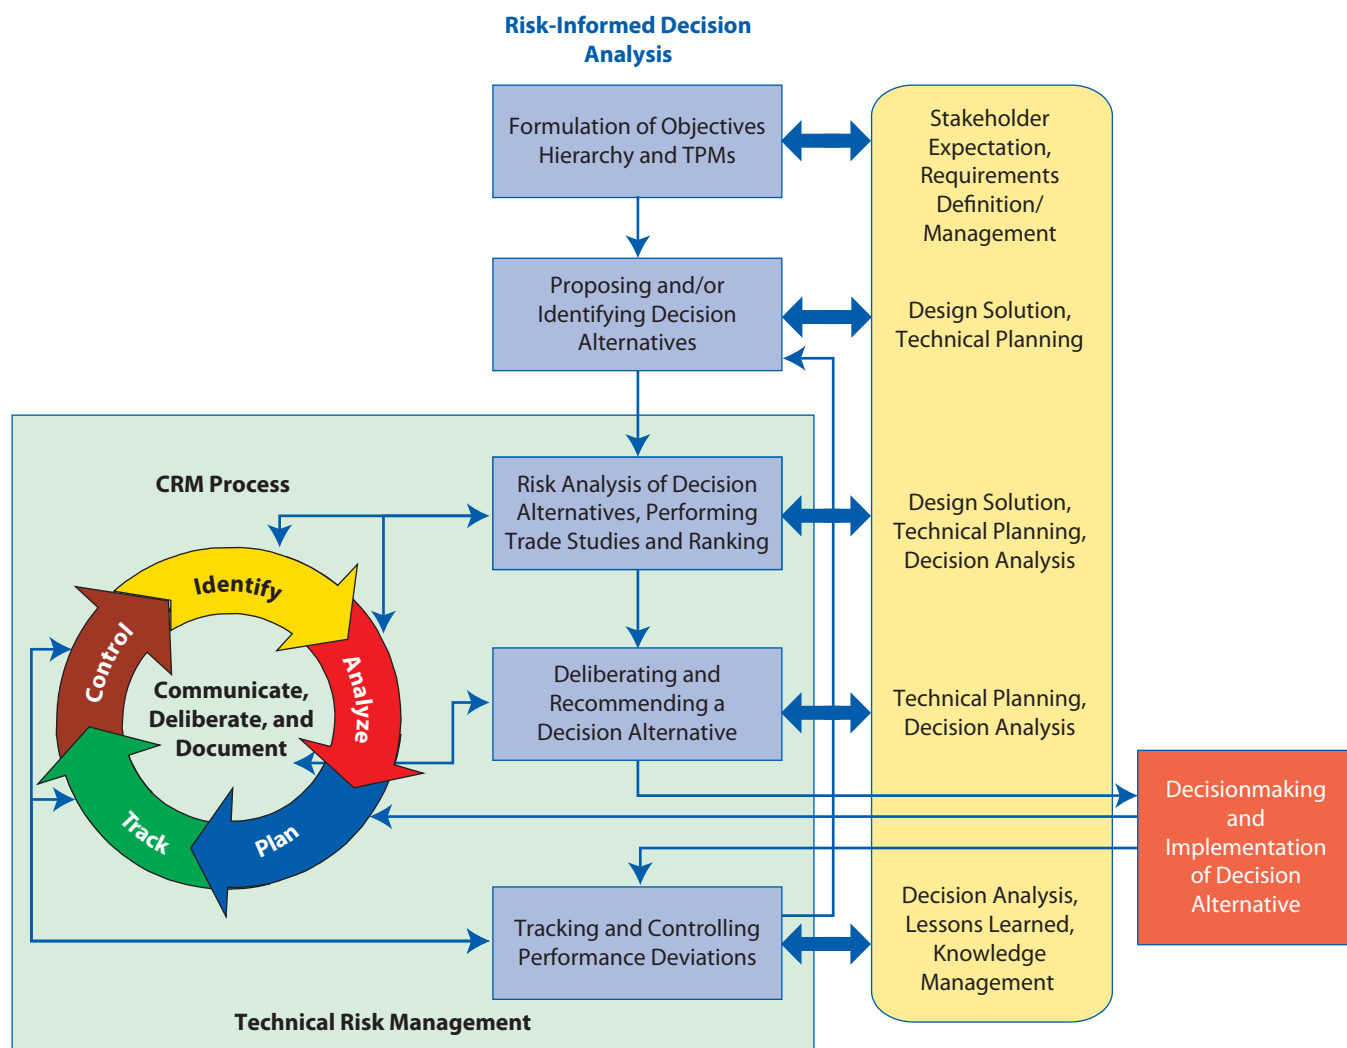 Risk-Informed Decision
Analysis
Formulation of Objectives
Hierarchy and TPMs
Stakeholder
Expectation,
Requirements
Definition/
Management
Proposing and/or
Identifying Decision
Alternatives
Design Solution,
Technical Planning
CRM Process
Risk Analysis of Decision
Alternatives, Performing
Trade Studies and Ranking
Design Solution,
Technical Planning,
Decision Analysis
Identify
Analyze
Plan
Track
Control
Communicate,
Deliberate, and
Document
Deliberating and
Recommending a
Decision Alternative
Technical Planning,
Decision Analysis
Decisionmaking
and
Implementation
of Decision
Alternative
Tracking and Controlling
Performance Deviations
Decision Analysis,
Lessons Learned,
Knowledge
Management
Technical Risk Management